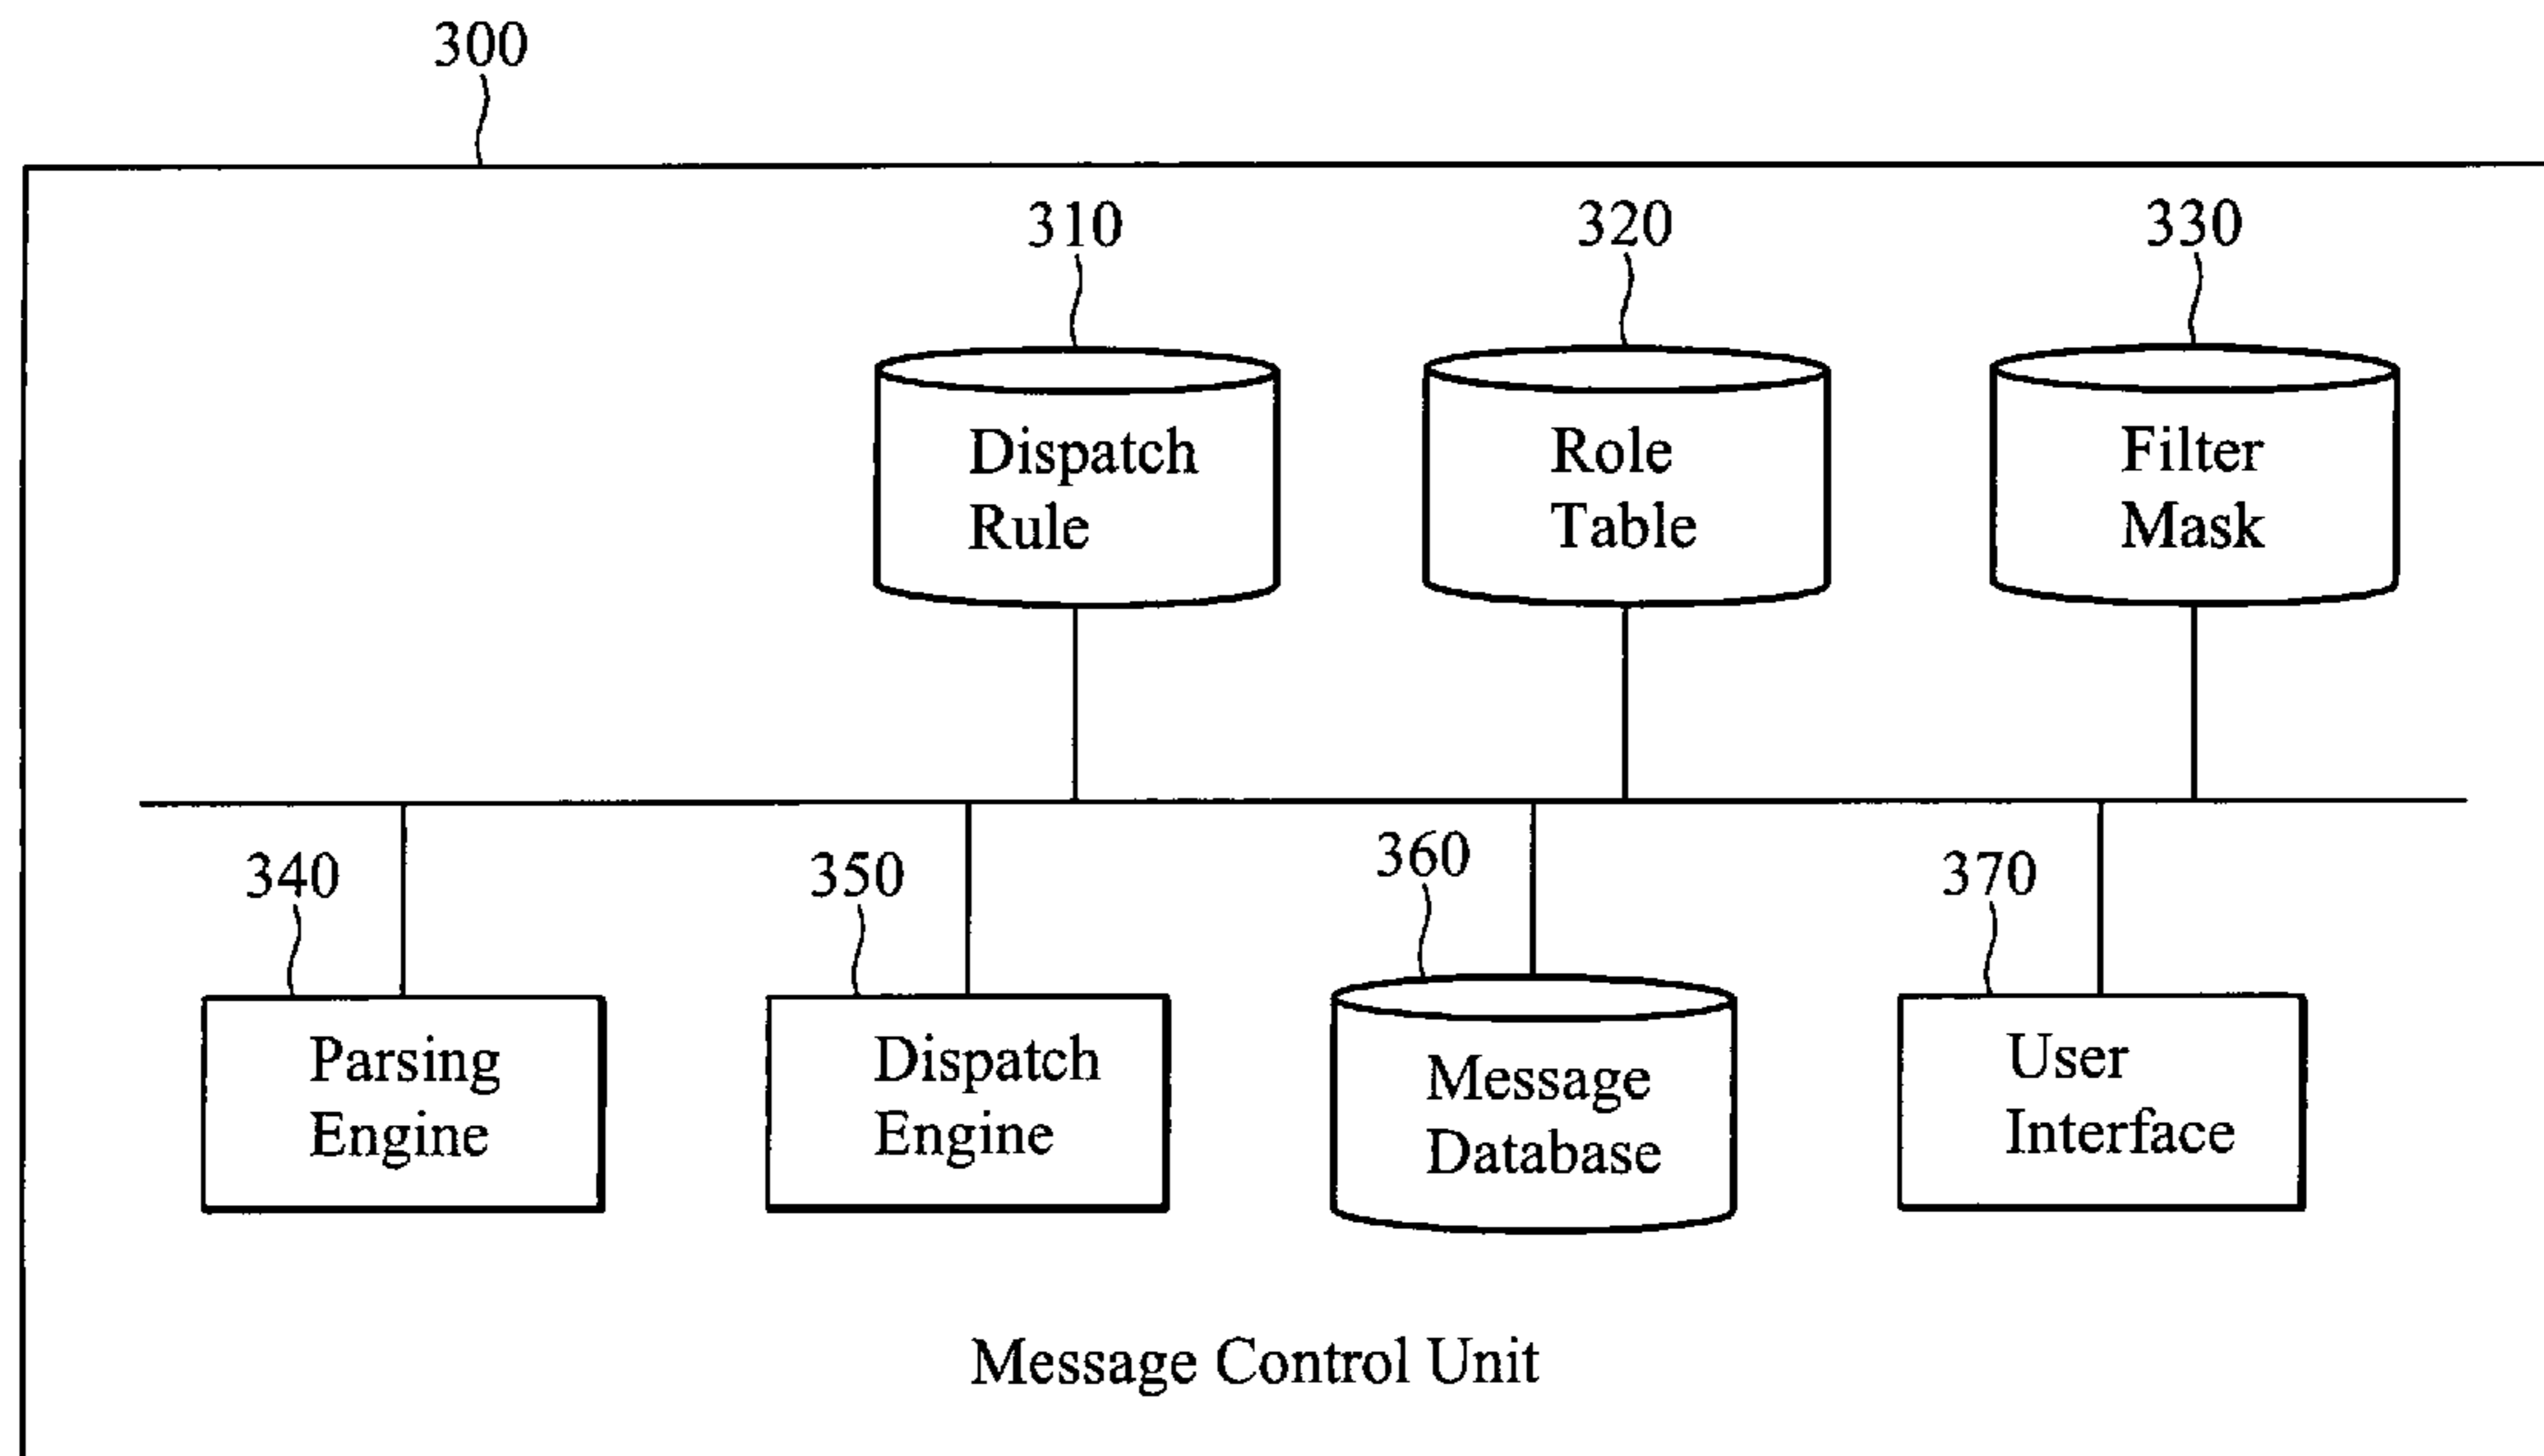 300
310
320
330
Dispatch
Rule
Role
Table
Filter
Mask
340
350
360
370
Parsing
Engine
Dispatch
Engine
Message
Database
User
Interface
Message Control Unit